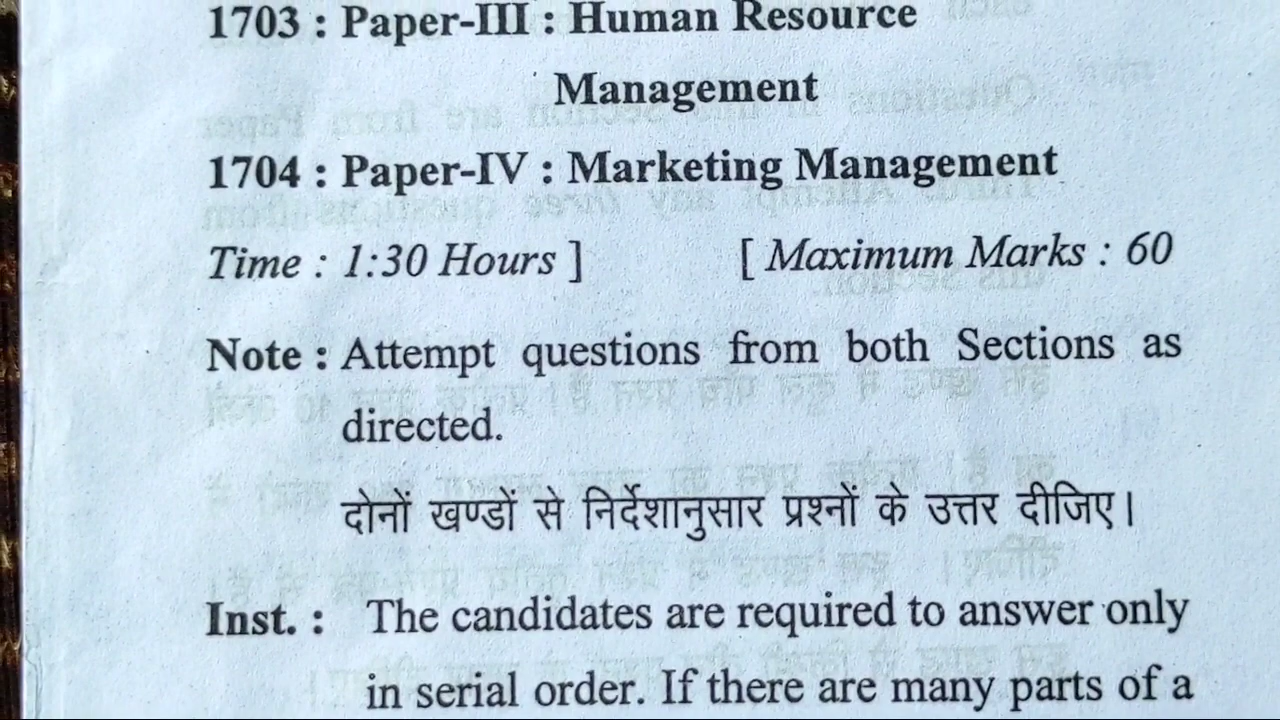 1703 : Paper-III : Human Resource
Management
1704 : Paper-IV : Marketing Management
Time : 1:30 Hours ] [ Maximum Marks : 60
Note : Attempt questions from both Sections as
directed.
दोनों खण्डों से निर्देशानुसार प्रश्नों के उत्तर दीजिए।
Inst. : The candidates are required to answer only
in serial order. If there are many parts of a